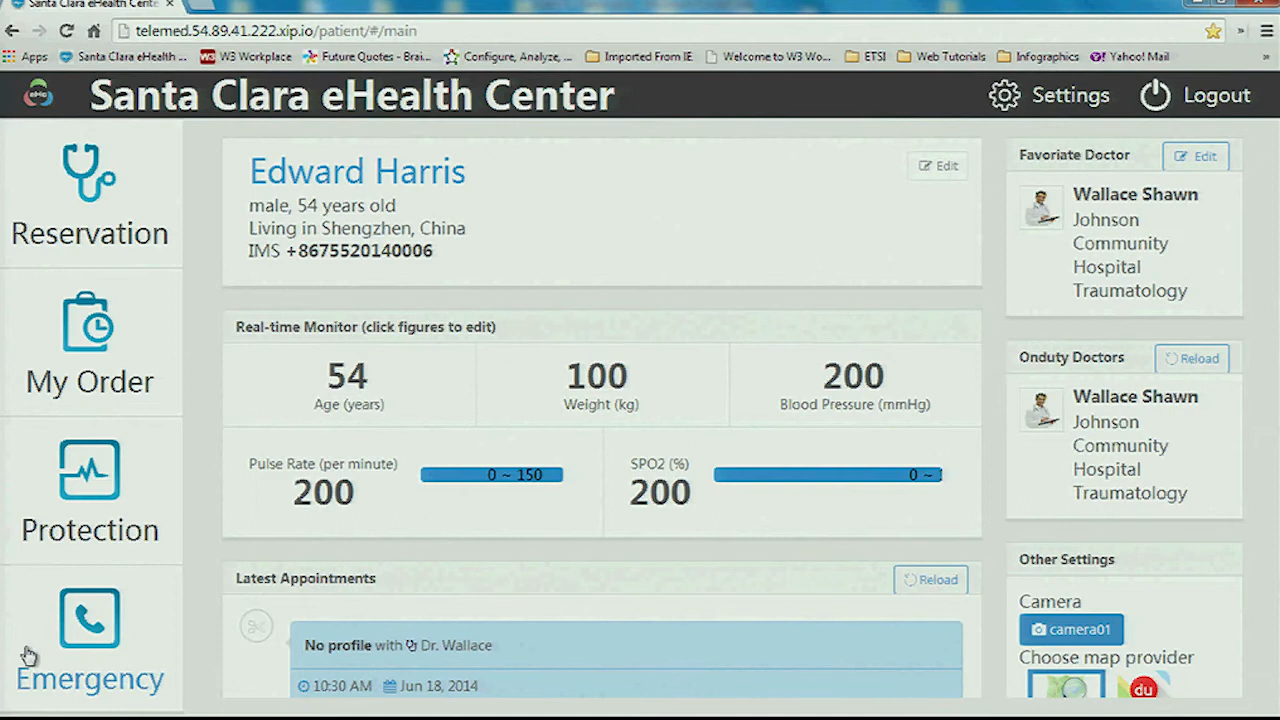 Santa Clara eHealth Cente
telemed.54.89.41.222.xip.io/patient/#/main
Apps Santa Clara eHealth ... W3 Workplace Future Quotes - Brai... Configure, Analyze, ... Imported From IE Welcome to W3 Wo... ETSI Web Tutorials Infographics Yahoo! Mail
Santa Clara eHealth Center
Settings Logout
Reservation
My Order
Protection
Emergency
Edward Harris
Edit
male, 54 years old
Living in Shengzhen, China
IMS +8675520140006
Real-time Monitor (click figures to edit)
54
Age (years)
100
Weight (kg)
200
Blood Pressure (mmHg)
Pulse Rate (per minute)
200
0 ~ 150
SPO2 (%)
200
0 ~
Latest Appointments
Reload
No profile with Dr. Wallace
10:30 AM Jun 18, 2014
Favoriate Doctor
Edit
Wallace Shawn
Johnson
Community
Hospital
Traumatology
Onduty Doctors
Reload
Wallace Shawn
Johnson
Community
Hospital
Traumatology
Other Settings
Camera
camera01
Choose map provider
du